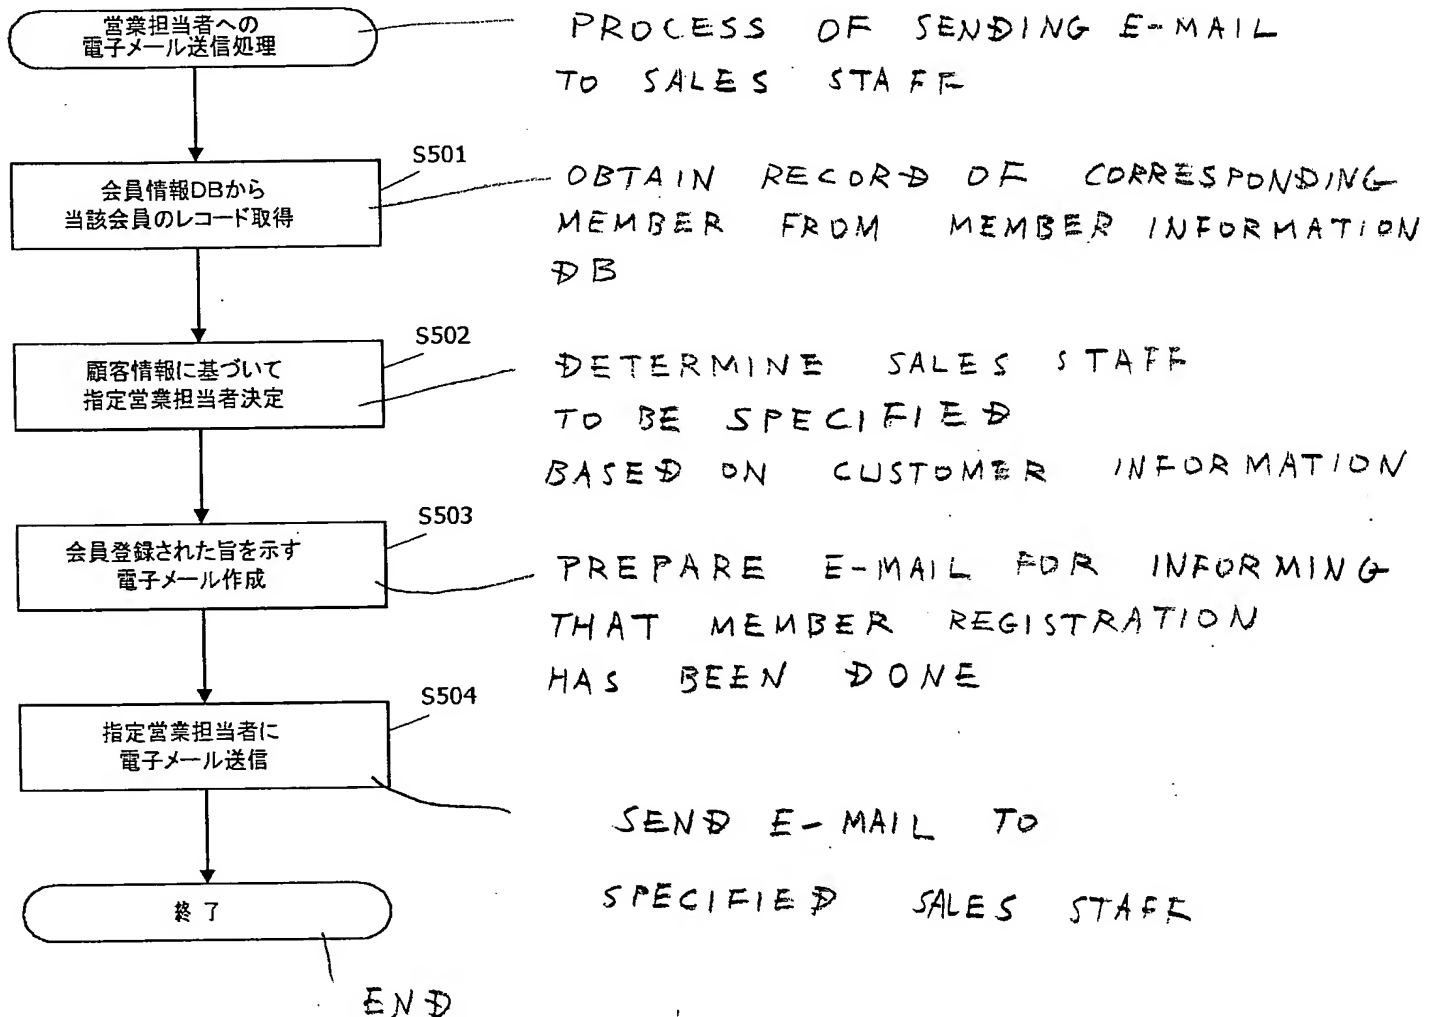 営業担当者への
電子メール送信処理
PROCESS OF SENDING E-MAIL
TO SALES STAFF
S501
会員情報DBから
当該会員のレコード取得
OBTAIN RECORD OF CORRESPONDING
MEMBER FROM MEMBER INFORMATION
DB
S502
顧客情報に基づいて
指定営業担当者決定
DETERMINE SALES STAFF
TO BE SPECIFIED
BASED ON CUSTOMER INFORMATION
S503
会員登録された旨を示す
電子メール作成
PREPARE E-MAIL FOR INFORMING
THAT MEMBER REGISTRATION
HAS BEEN DONE
S504
指定営業担当者に
電子メール送信
SEND E-MAIL TO
SPECIFIED SALES STAFF
終了
END